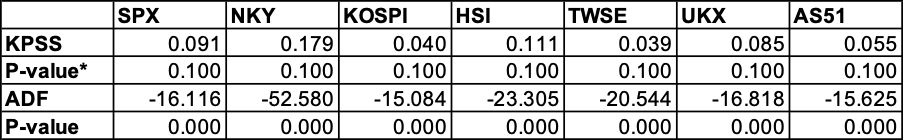 SPX NKY KOSPI HSI TWSE UKX AS51
KPSS 0.091 0.179 0.040 0.111 0.039 0.085 0.055
P-value* 0.100 0.100 0.100 0.100 0.100 0.100 0.100
ADF -16.116 -52.580 -15.084 -23.305 -20.544 -16.818 -15.625
P-value 0.000 0.000 0.000 0.000 0.000 0.000 0.000